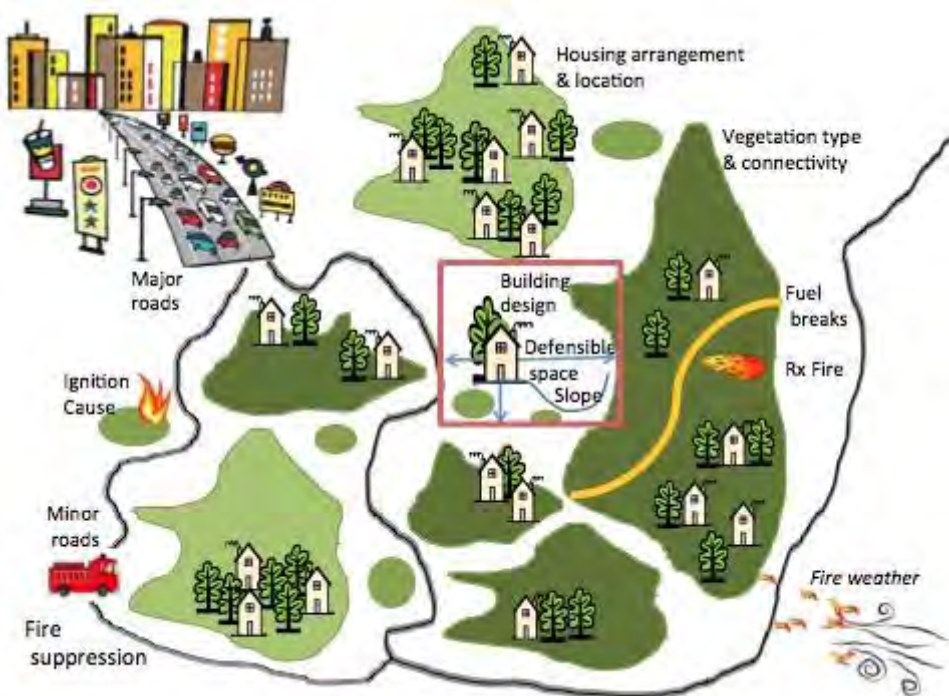 Housing arrangement
& location
Vegetation type
& connectivity
Major
roads
Building
design
Defensible
space
Slope
Fuel
breaks
Rx Fire
Ignition
Cause
Minor
roads
Fire
suppression
Fire weather